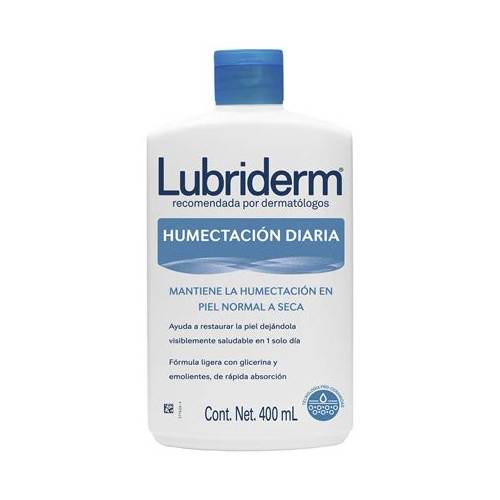 Lubriderm®
recomendada por dermatólogos
HUMECTACIÓN DIARIA
MANTIENE LA HUMECTACIÓN EN
PIEL NORMAL A SECA
Ayuda a restaurar la piel dejándola
visiblemente saludable en 1 solo día
Fórmula ligera con glicerina y
emolientes, de rápida absorción
Cont. Net. 400 mL